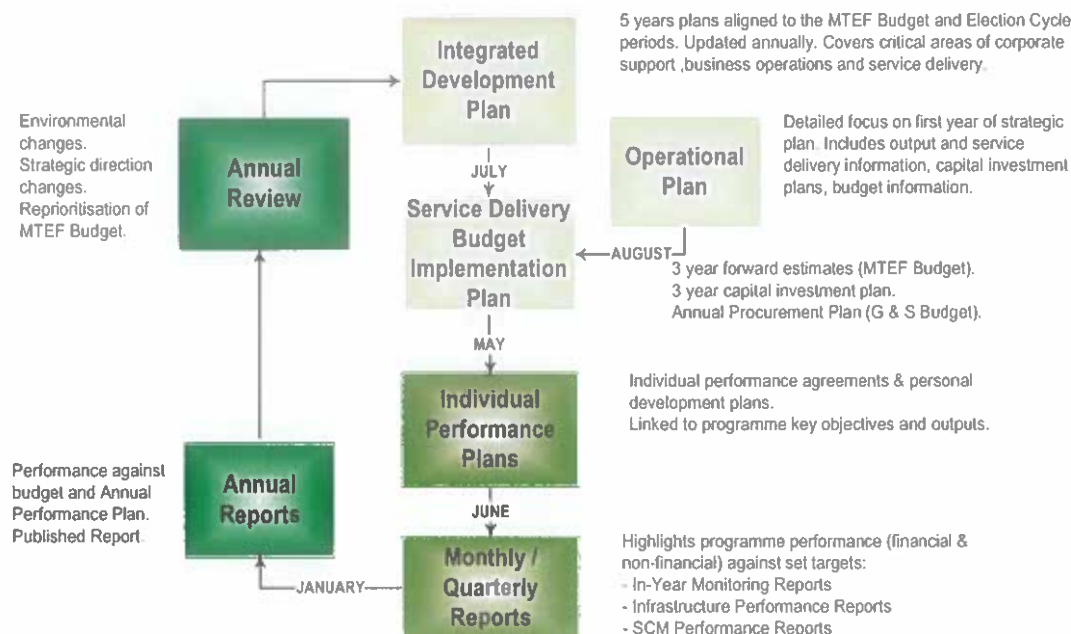 Integrated
Development
Plan
5 years plans aligned to the MTEF Budget and Election Cycle
periods. Updated annually. Covers critical areas of corporate
support ,business operations and service delivery.
Environmental
changes.
Strategic direction
changes.
Reprioritisation of
MTEF Budget.
Annual
Review
JULY
Operational
Plan
Detailed focus on first year of strategic
plan. Includes output and service
delivery information, capital investment
plans, budget information.
Service Delivery
Budget
Implementation
Plan
AUGUST
3 year forward estimates (MTEF Budget).
3 year capital investment plan.
Annual Procurement Plan (G & S Budget).
MAY
Individual
Performance
Plans
Individual performance agreements & personal
development plans.
Linked to programme key objectives and outputs.
Performance against
budget and Annual
Performance Plan.
Published Report
Annual
Reports
JUNE
Monthly /
Quarterly
Reports
JANUARY
Highlights programme performance (financial &
non-financial) against set targets:
- In-Year Monitoring Reports
- Infrastructure Performance Reports
- SCM Performance Reports